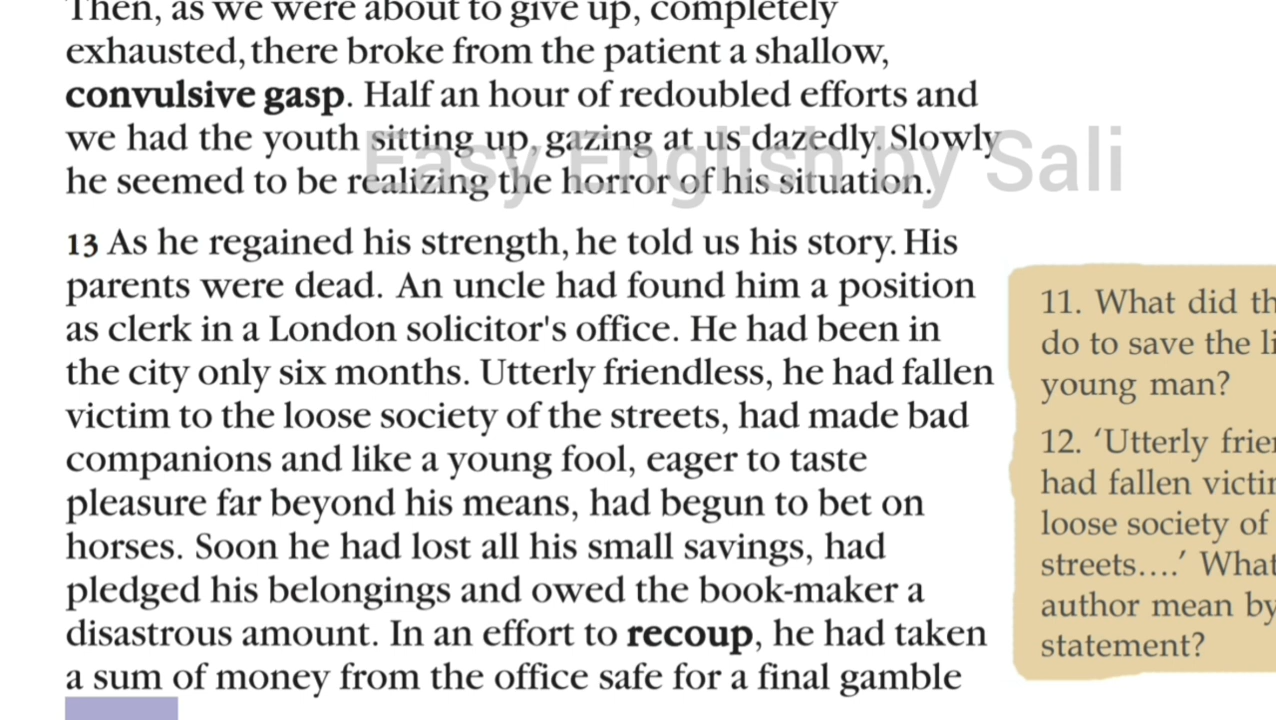 Then, as we were about to give up, completely
exhausted, there broke from the patient a shallow,
convulsive gasp. Half an hour of redoubled efforts and
we had the youth sitting up, gazing at us dazedly. Slowly
he seemed to be realizing the horror of his situation.
Easy English by Sali
13 As he regained his strength, he told us his story. His
parents were dead. An uncle had found him a position
as clerk in a London solicitor's office. He had been in
the city only six months. Utterly friendless, he had fallen
victim to the loose society of the streets, had made bad
companions and like a young fool, eager to taste
pleasure far beyond his means, had begun to bet on
horses. Soon he had lost all his small savings, had
pledged his belongings and owed the book-maker a
disastrous amount. In an effort to recoup, he had taken
a sum of money from the office safe for a final gamble
11. What did
do to save the
young man?
12. ‘Utterly
had fallen
loose society of
streets....’
author mean by
statement?